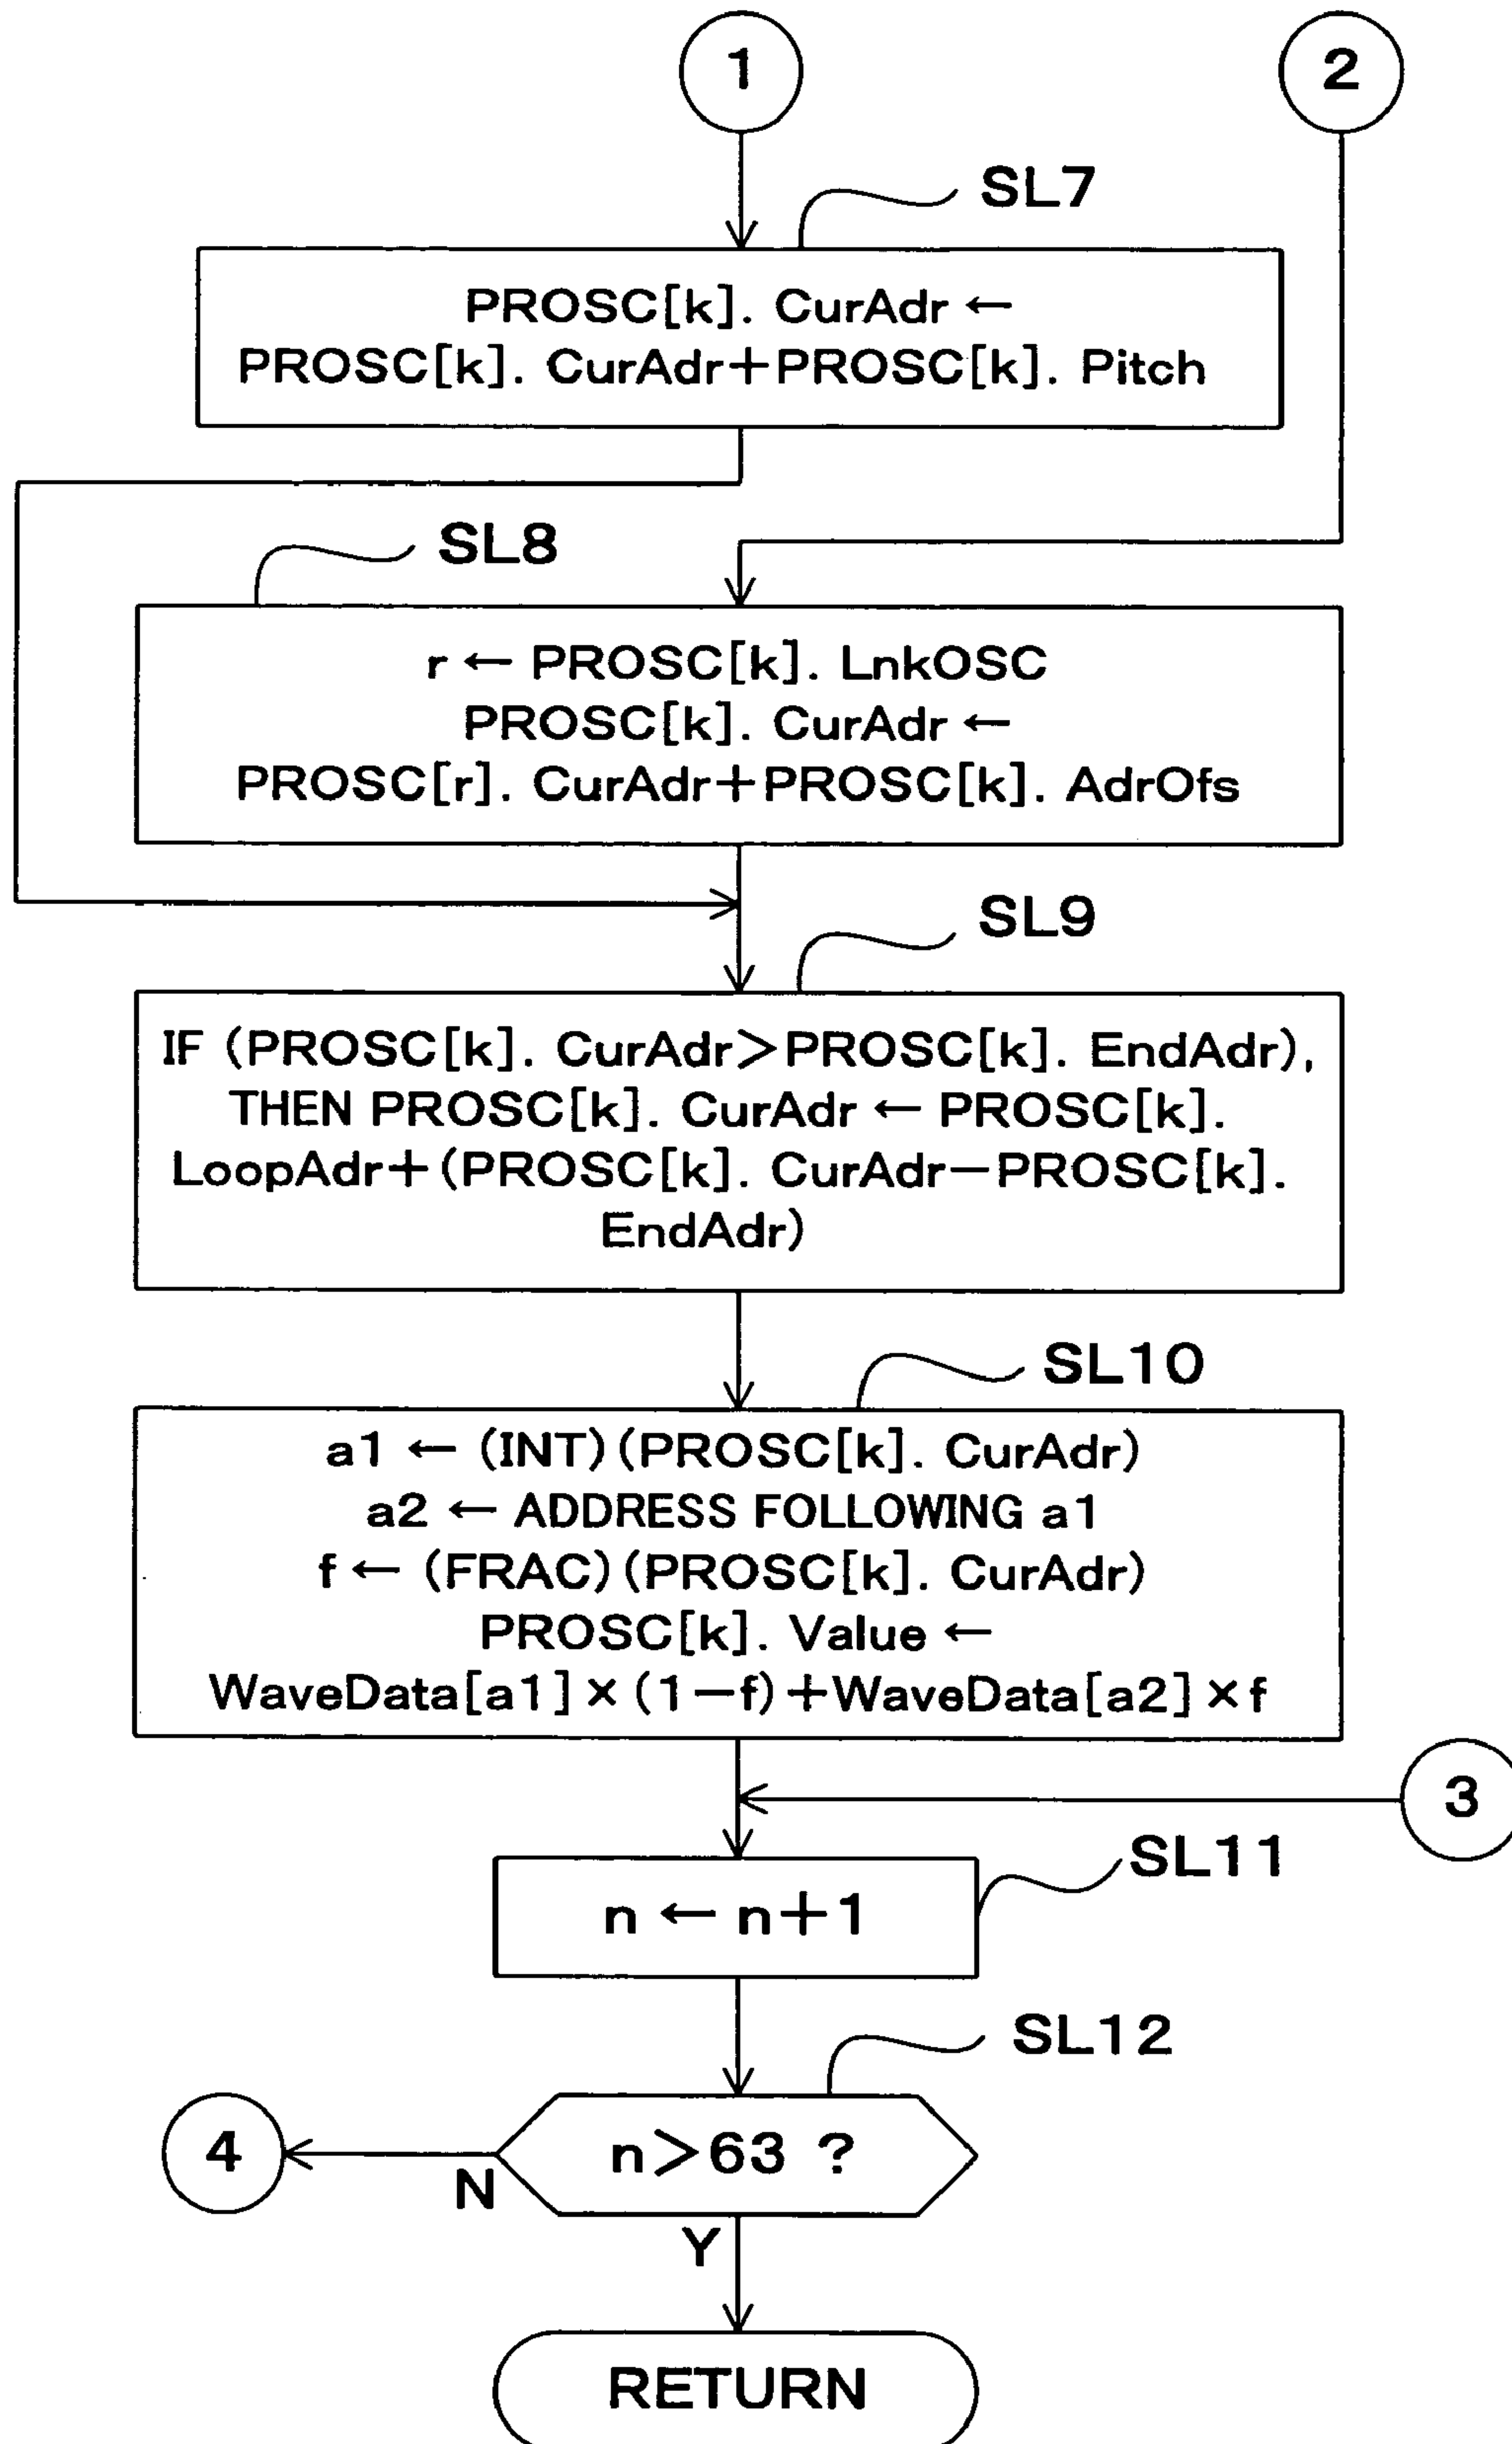 1
2
SL7
PROSC[k]. CurAdr ←
PROSC[k]. CurAdr+PROSC[k]. Pitch
SL8
r ← PROSC[k]. LnkOSC
PROSC[k]. CurAdr ←
PROSC[r]. CurAdr+PROSC[k]. AdrOfs
SL9
IF (PROSC[k]. CurAdr>PROSC[k]. EndAdr),
THEN PROSC[k]. CurAdr ← PROSC[k].
LoopAdr+(PROSC[k]. CurAdr−PROSC[k].
EndAdr)
SL10
a1 ← (INT)(PROSC[k]. CurAdr)
a2 ← ADDRESS FOLLOWING a1
f ← (FRAC)(PROSC[k]. CurAdr)
PROSC[k]. Value ←
WaveData[a1]×(1−f)+WaveData[a2]×f
3
SL11
n ← n+1
SL12
n>63 ?
4
N
Y
RETURN